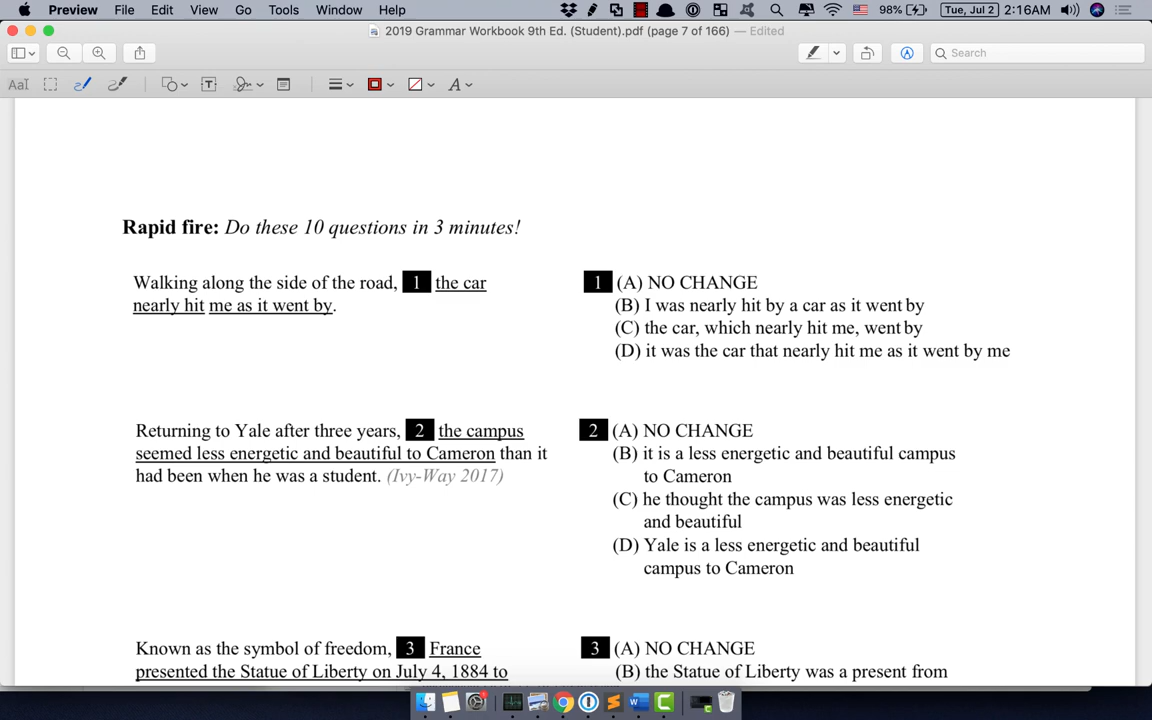 Preview File Edit View Go Tools Window Help 98% Tue, Jul 2 2:16AM
2019 Grammar Workbook 9th Ed. (Student).pdf (page 7 of 166) — Edited
Search
AaI T A
Rapid fire: Do these 10 questions in 3 minutes!
Walking along the side of the road, 1 the car
nearly hit me as it went by.
1 (A) NO CHANGE
(B) I was nearly hit by a car as it went by
(C) the car, which nearly hit me, went by
(D) it was the car that nearly hit me as it went by me
Returning to Yale after three years, 2 the campus
seemed less energetic and beautiful to Cameron than it
had been when he was a student. (Ivy-Way 2017)
2 (A) NO CHANGE
(B) it is a less energetic and beautiful campus
to Cameron
(C) he thought the campus was less energetic
and beautiful
(D) Yale is a less energetic and beautiful
campus to Cameron
Known as the symbol of freedom, 3 France
presented the Statue of Liberty on July 4, 1884 to
3 (A) NO CHANGE
(B) the Statue of Liberty was a present from